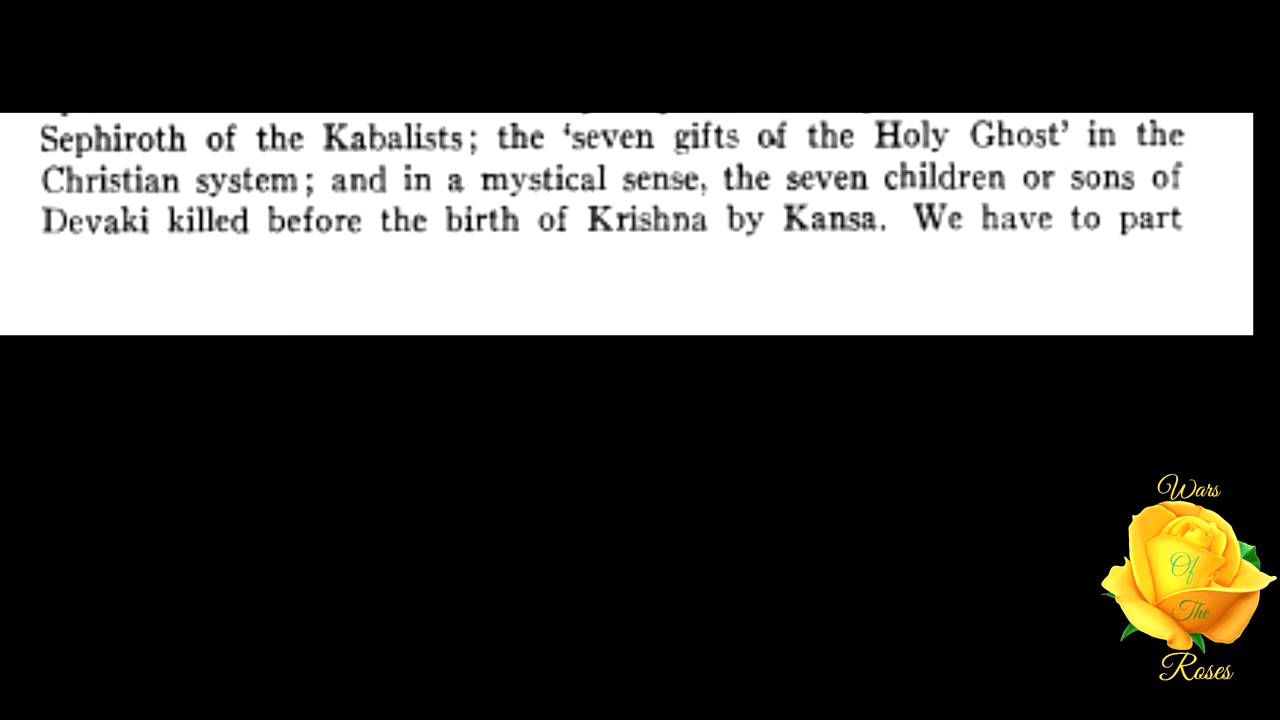 Sephiroth of the Kabalists; the ‘seven gifts of the Holy Ghost’ in the
Christian system; and in a mystical sense, the seven children or sons of
Devaki killed before the birth of Krishna by Kansa. We have to part
Wars
Of
The
Roses